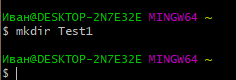 Иван@DESKTOP-2N7E32E MINGW64 ~
$ mkdir Test1
Иван@DESKTOP-2N7E32E MINGW64 ~
$